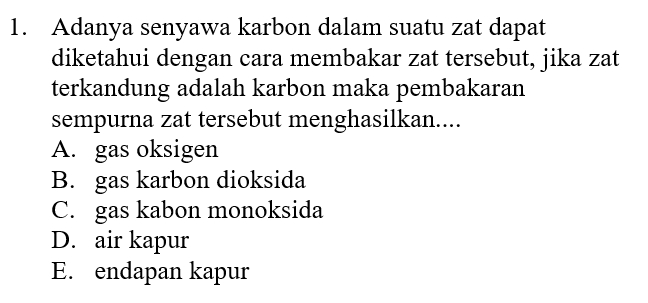 1. Adanya senyawa karbon dalam suatu zat dapat
diketahui dengan cara membakar zat tersebut, jika zat
terkandung adalah karbon maka pembakaran
sempurna zat tersebut menghasilkan....
A. gas oksigen
B. gas karbon dioksida
C. gas kabon monoksida
D. air kapur
E. endapan kapur